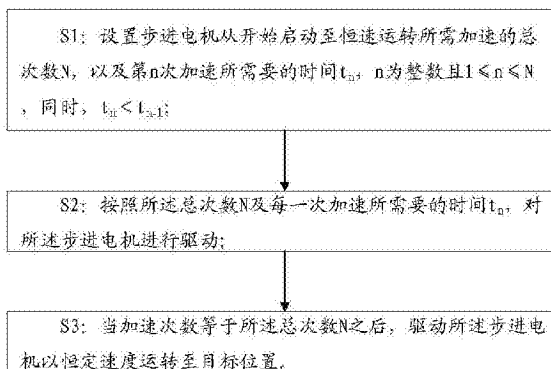 S1：设置步进电机从开始启动至恒速运转所需加速的总
次数N，以及第n次加速所需要的时间tₙ，n为整数且1≤n≤N
，同时，tₙ＜tₙ₋₁；
S2：按照所述总次数N及每一次加速所需要的时间tₙ，对
所述步进电机进行驱动；
S3：当加速次数等于所述总次数N之后，驱动所述步进电
机以恒定速度运转至目标位置。